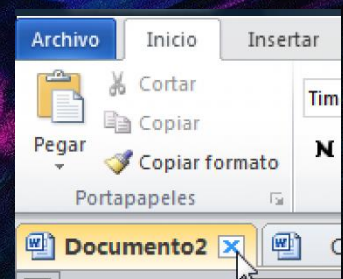 Archivo Inicio Insertar
Cortar
Copiar
Pegar
Copiar formato
Portapapeles
Tim
N
Documento2